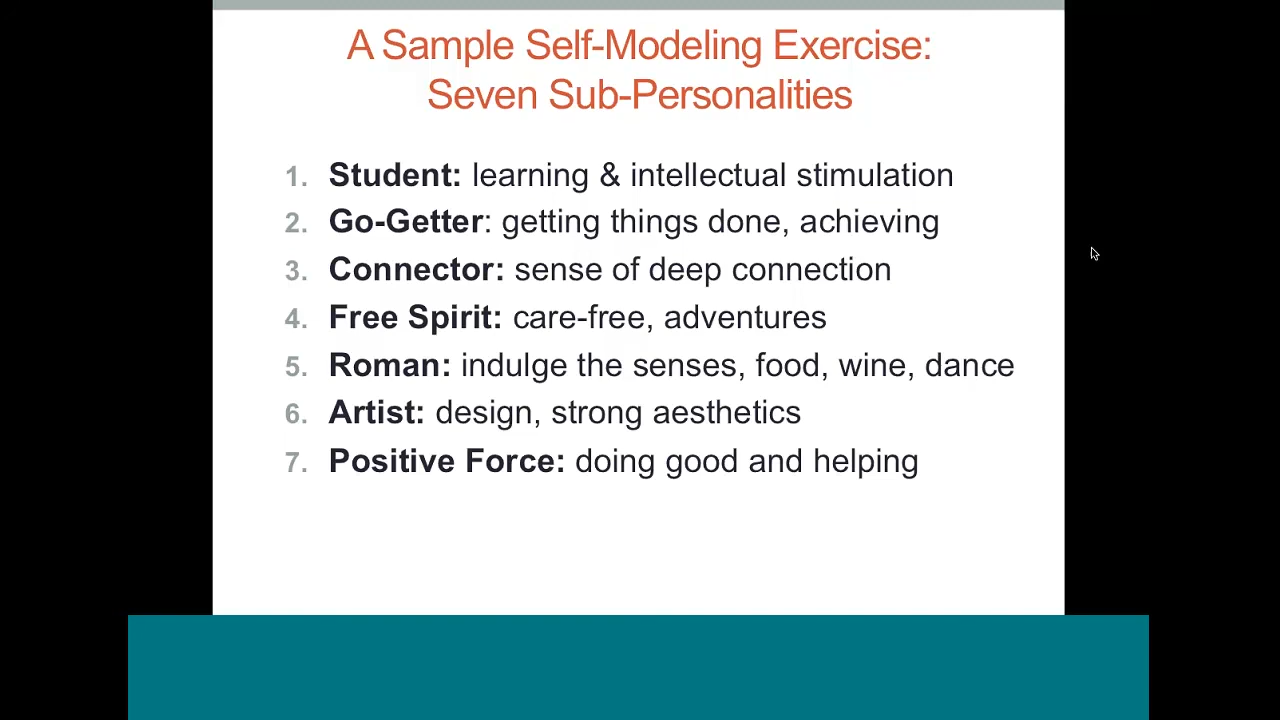 A Sample Self-Modeling Exercise:
Seven Sub-Personalities
1. Student: learning & intellectual stimulation
2. Go-Getter: getting things done, achieving
3. Connector: sense of deep connection
4. Free Spirit: care-free, adventures
5. Roman: indulge the senses, food, wine, dance
6. Artist: design, strong aesthetics
7. Positive Force: doing good and helping